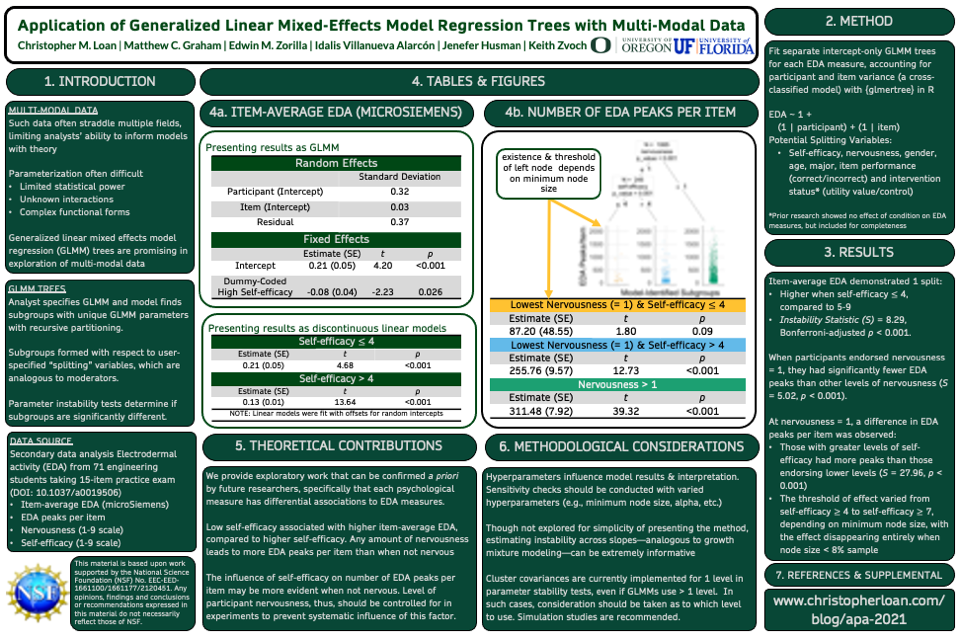 Application of Generalized Linear Mixed-Effects Model Regression Trees with Multi-Modal Data
Christopher M. Loan | Matthew C. Graham | Edwin M. Zorilla | Idalis Villanueva Alarcón | Jenefer Husman | Keith Zvoch
UNIVERSITY OF
OREGON
UF
UNIVERSITY of
FLORIDA
1. INTRODUCTION
MULTI-MODAL DATA
Such data often straddle multiple fields,
limiting analysts' ability to inform models
with theory
Parameterization often difficult
• Limited statistical power
• Unknown interactions
• Complex functional forms
Generalized linear mixed effects model
regression (GLMM) trees are promising in
exploration of multi-modal data
GLMM TREES
Analyst specifies GLMM and model finds
subgroups with unique GLMM parameters
with recursive partitioning.
Subgroups formed with respect to user-
specified "splitting" variables, which are
analogous to moderators.
Parameter instability tests determine if
subgroups are significantly different.
DATA SOURCE
Secondary data analysis Electrodermal
activity (EDA) from 71 engineering
students taking 15-item practice exam
(DOI: 10.1037/a0019506)
• Item-average EDA (microSiemens)
• EDA peaks per item
• Nervousness (1-9 scale)
• Self-efficacy (1-9 scale)
NSF
This material is based upon work
supported by the National Science
Foundation (NSF) No. EEC-EED-
1661100/1661177/2120451. Any
opinions, findings and conclusions
or recommendations expressed in
this material do not necessarily
reflect those of NSF.
4. TABLES & FIGURES
4a. ITEM-AVERAGE EDA (MICROSIEMENS)
Presenting results as GLMM
Random Effects
Standard Deviation
Participant (Intercept) 0.32
Item (Intercept) 0.03
Residual 0.37
Fixed Effects
Estimate (SE) t p
Intercept 0.21 (0.05) 4.20 <0.001
Dummy-Coded
High Self-efficacy -0.08 (0.04) -2.23 0.026
Presenting results as discontinuous linear models
Self-efficacy ≤ 4
Estimate (SE) t p
0.21 (0.05) 4.68 <0.001
Self-efficacy > 4
Estimate (SE) t p
0.13 (0.01) 13.64 <0.001
NOTE: Linear models were fit with offsets for random intercepts
4b. NUMBER OF EDA PEAKS PER ITEM
existence & threshold
of left node depends
on minimum node
size
EDA Peaks/Item
2000
1500
1000
500
0
2000
1500
1000
500
0
2000
1500
1000
500
0
Model-Identified Subgroups
Lowest Nervousness (= 1) & Self-efficacy ≤ 4
Estimate (SE) t p
87.20 (48.55) 1.80 0.09
Lowest Nervousness (= 1) & Self-efficacy > 4
Estimate (SE) t p
255.76 (9.57) 12.73 <0.001
Nervousness > 1
Estimate (SE) t p
311.48 (7.92) 39.32 <0.001
5. THEORETICAL CONTRIBUTIONS
We provide exploratory work that can be confirmed a priori
by future researchers, specifically that each psychological
measure has differential associations to EDA measures.
Low self-efficacy associated with higher item-average EDA,
compared to higher self-efficacy. Any amount of nervousness
leads to more EDA peaks per item than when not nervous
The influence of self-efficacy on number of EDA peaks per
item may be more evident when not nervous. Level of
participant nervousness, thus, should be controlled for in
experiments to prevent systematic influence of this factor.
6. METHODOLOGICAL CONSIDERATIONS
Hyperparameters influence model results & interpretation.
Sensitivity checks should be conducted with varied
hyperparameters (e.g., minimum node size, alpha, etc.)
Though not explored for simplicity of presenting the method,
estimating instability across slopes—analogous to growth
mixture modeling—can be extremely informative
Cluster covariances are currently implemented for 1 level in
parameter stability tests, even if GLMMs use > 1 level. In
such cases, consideration should be taken as to which level
to use. Simulation studies are recommended.
2. METHOD
Fit separate intercept-only GLMM trees
for each EDA measure, accounting for
participant and item variance (a cross-
classified model) with {glmertree} in R
EDA ~ 1 +
(1 | participant) + (1 | item)
Potential Splitting Variables:
• Self-efficacy, nervousness, gender,
age, major, item performance
(correct/incorrect) and intervention
status* (utility value/control)
*Prior research showed no effect of condition on EDA
measures, but included for completeness
3. RESULTS
Item-average EDA demonstrated 1 split:
• Higher when self-efficacy ≤ 4,
compared to 5-9
• Instability Statistic (S) = 8.29,
Bonferroni-adjusted p < 0.001.
When participants endorsed nervousness
= 1, they had significantly fewer EDA
peaks than other levels of nervousness (S
= 5.02, p < 0.001).
At nervousness = 1, a difference in EDA
peaks per item was observed:
• Those with greater levels of self-
efficacy had more peaks than those
endorsing lower levels (S = 27.96, p <
0.001)
• The threshold of effect varied from
self-efficacy ≥ 4 to self-efficacy ≥ 7,
depending on minimum node size, with
the effect disappearing entirely when
node size < 8% sample
7. REFERENCES & SUPPLEMENTAL
www.christopherloan.com/
blog/apa-2021